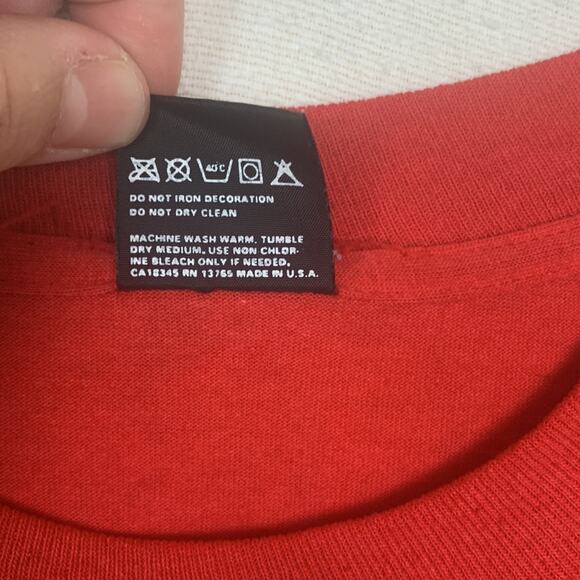 40°C
DO NOT IRON DECORATION
DO NOT DRY CLEAN
MACHINE WASH WARM, TUMBLE
DRY MEDIUM. USE NON CHLOR-
INE BLEACH ONLY IF NEEDED.
CA18345 RN 13765 MADE IN U.S.A.